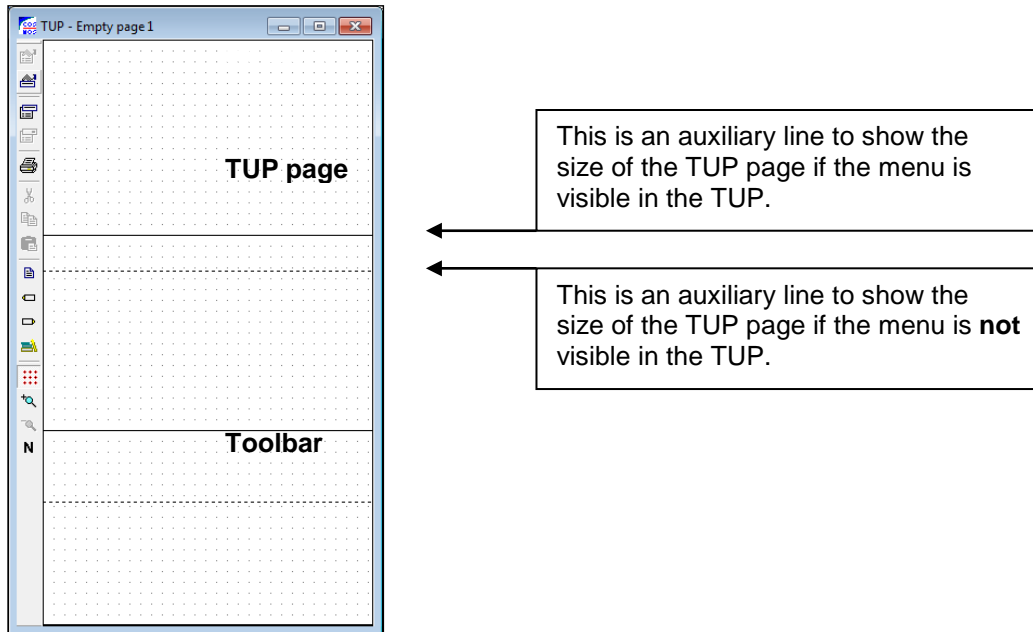 TUP - Empty page 1
TUP page
This is an auxiliary line to show the
size of the TUP page if the menu is
visible in the TUP.
This is an auxiliary line to show the
size of the TUP page if the menu is not
visible in the TUP.
N
Toolbar